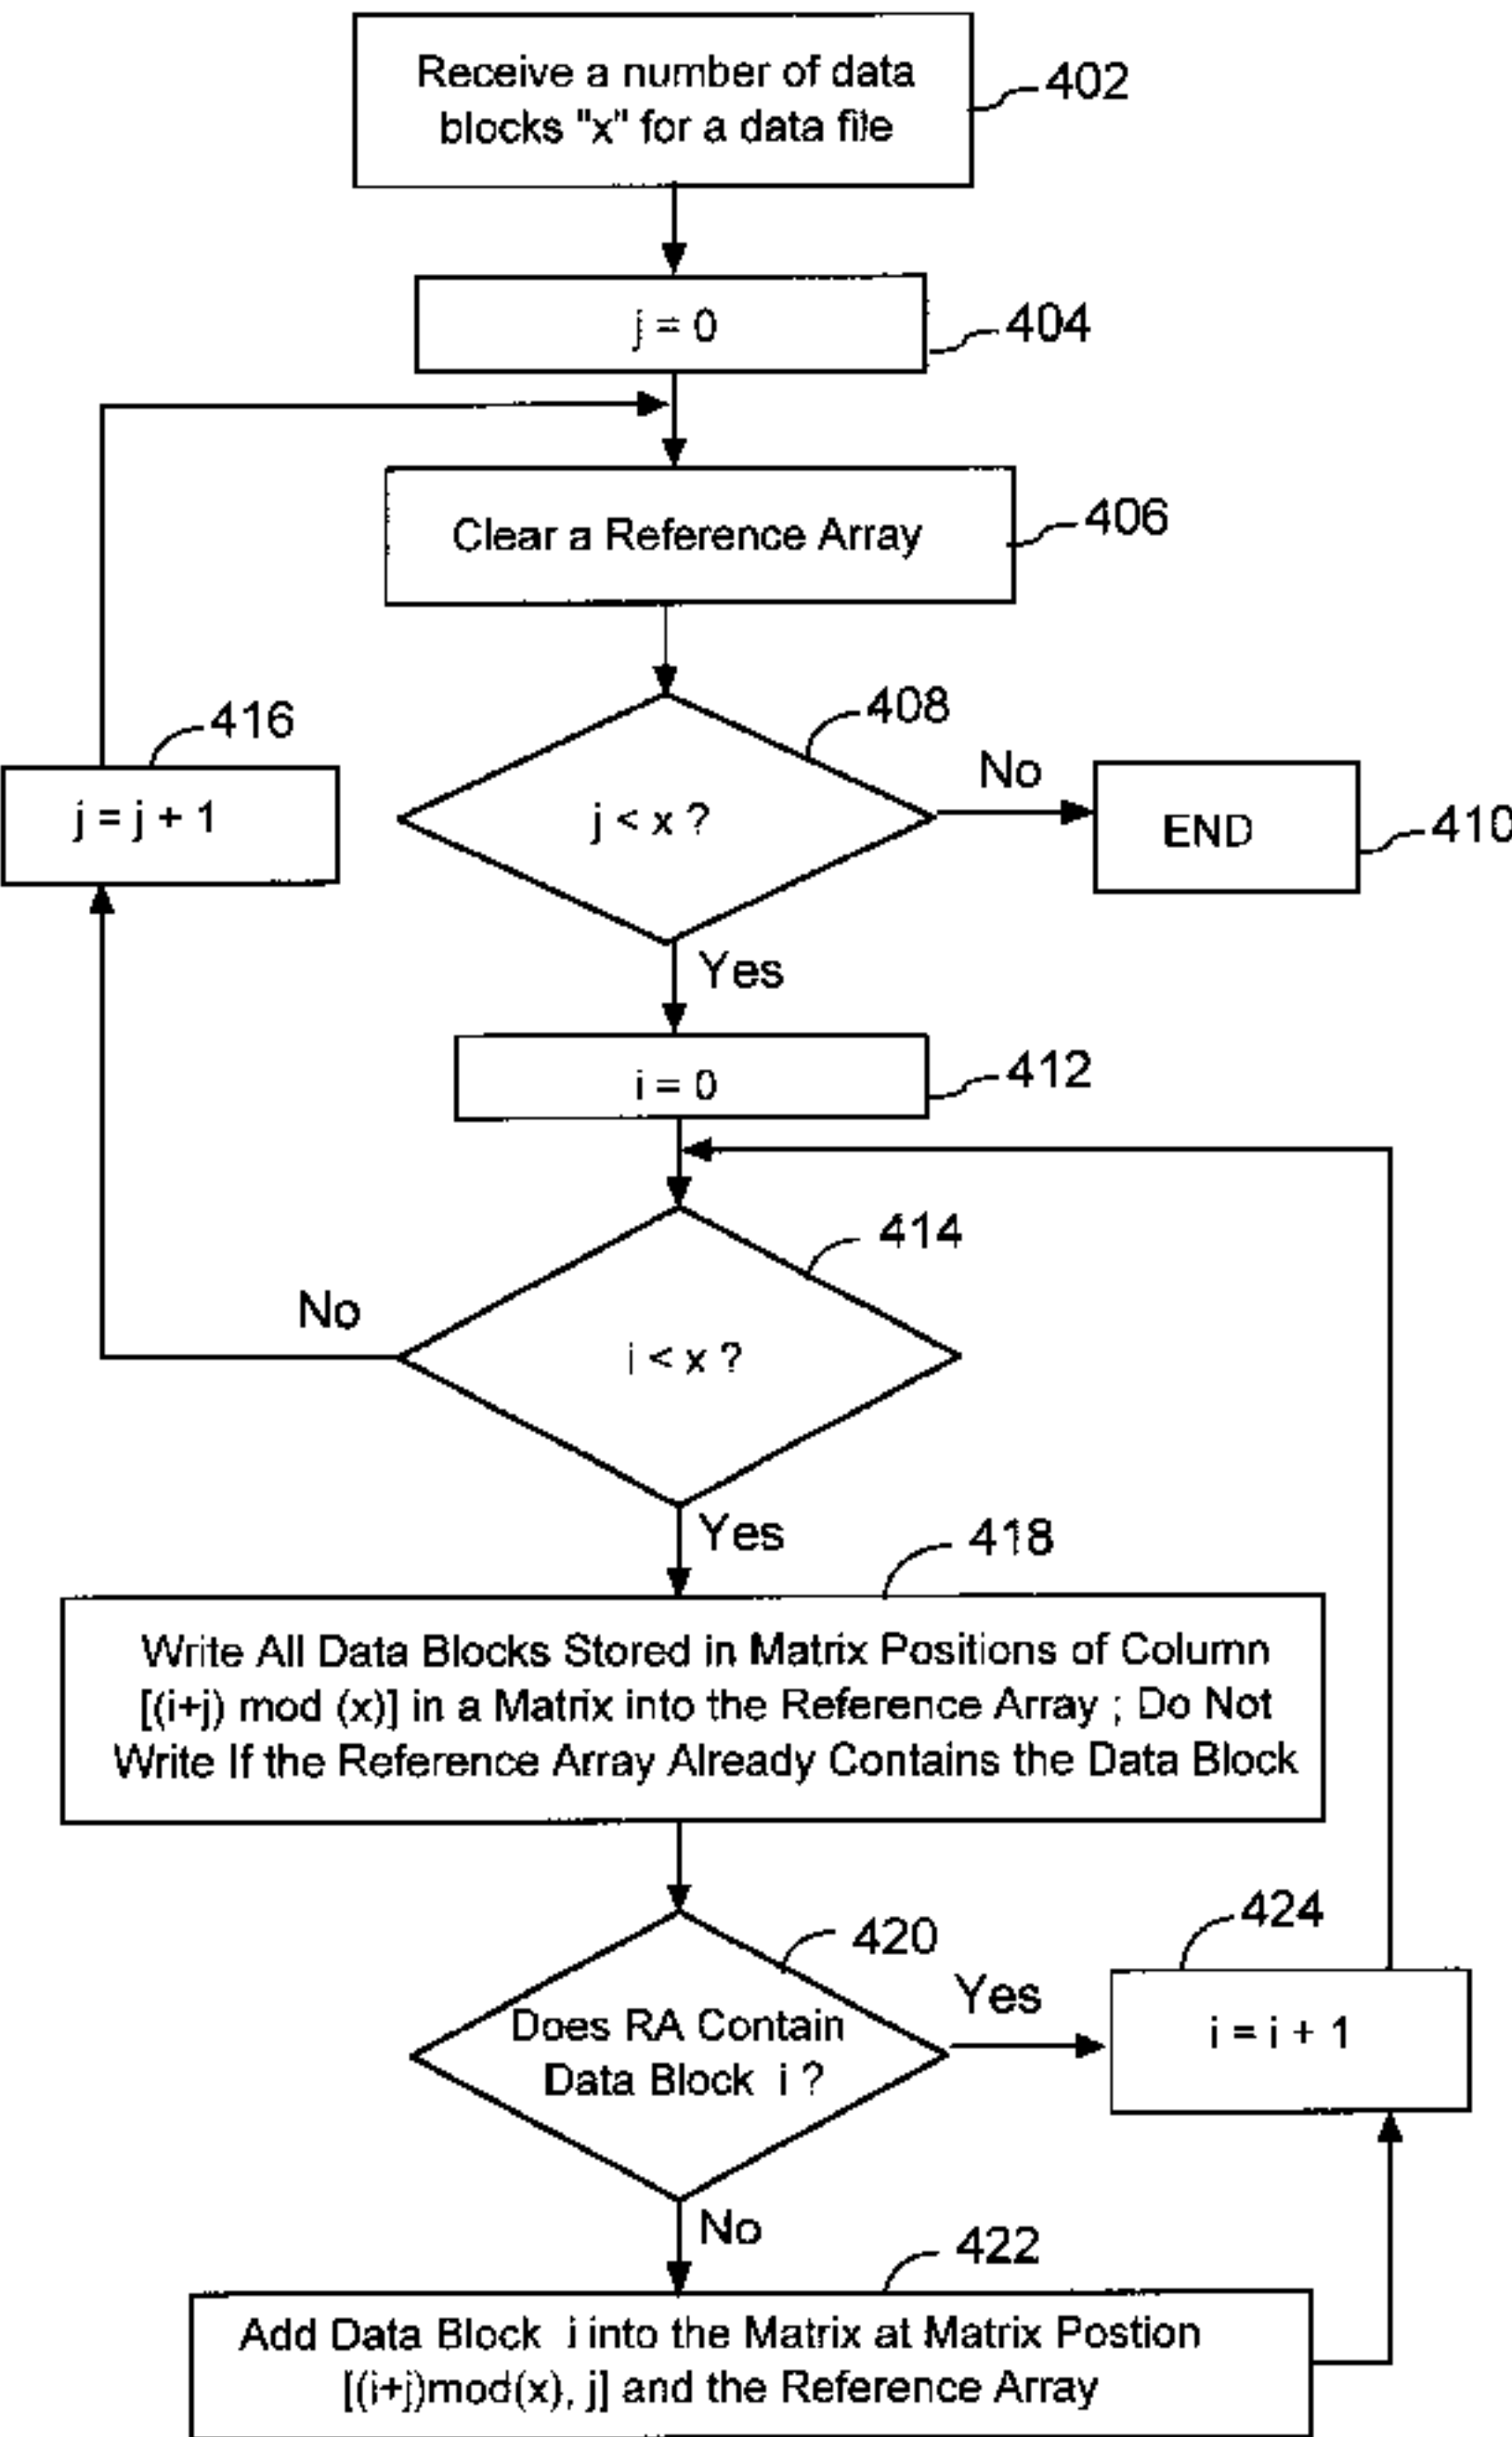 Receive a number of data
blocks "x" for a data file
402
j = 0
404
Clear a Reference Array
406
416
408
j = j + 1
j < x ?
No
END
410
Yes
i = 0
412
414
No
i < x ?
Yes
418
Write All Data Blocks Stored in Matrix Positions of Column
[(i+j) mod (x)] in a Matrix into the Reference Array ; Do Not
Write If the Reference Array Already Contains the Data Block
420
424
Does RA Contain
Data Block i ?
Yes
i = i + 1
No
422
Add Data Block i into the Matrix at Matrix Postion
[(i+j)mod(x), j] and the Reference Array